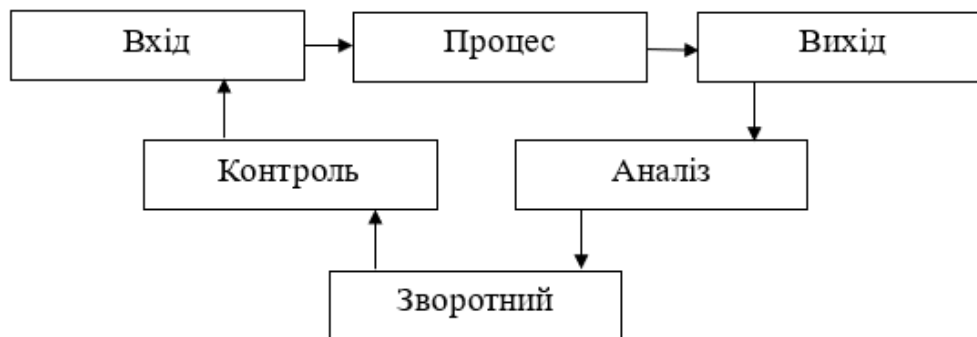 Вхід
Процес
Вихід
Контроль
Аналіз
Зворотний